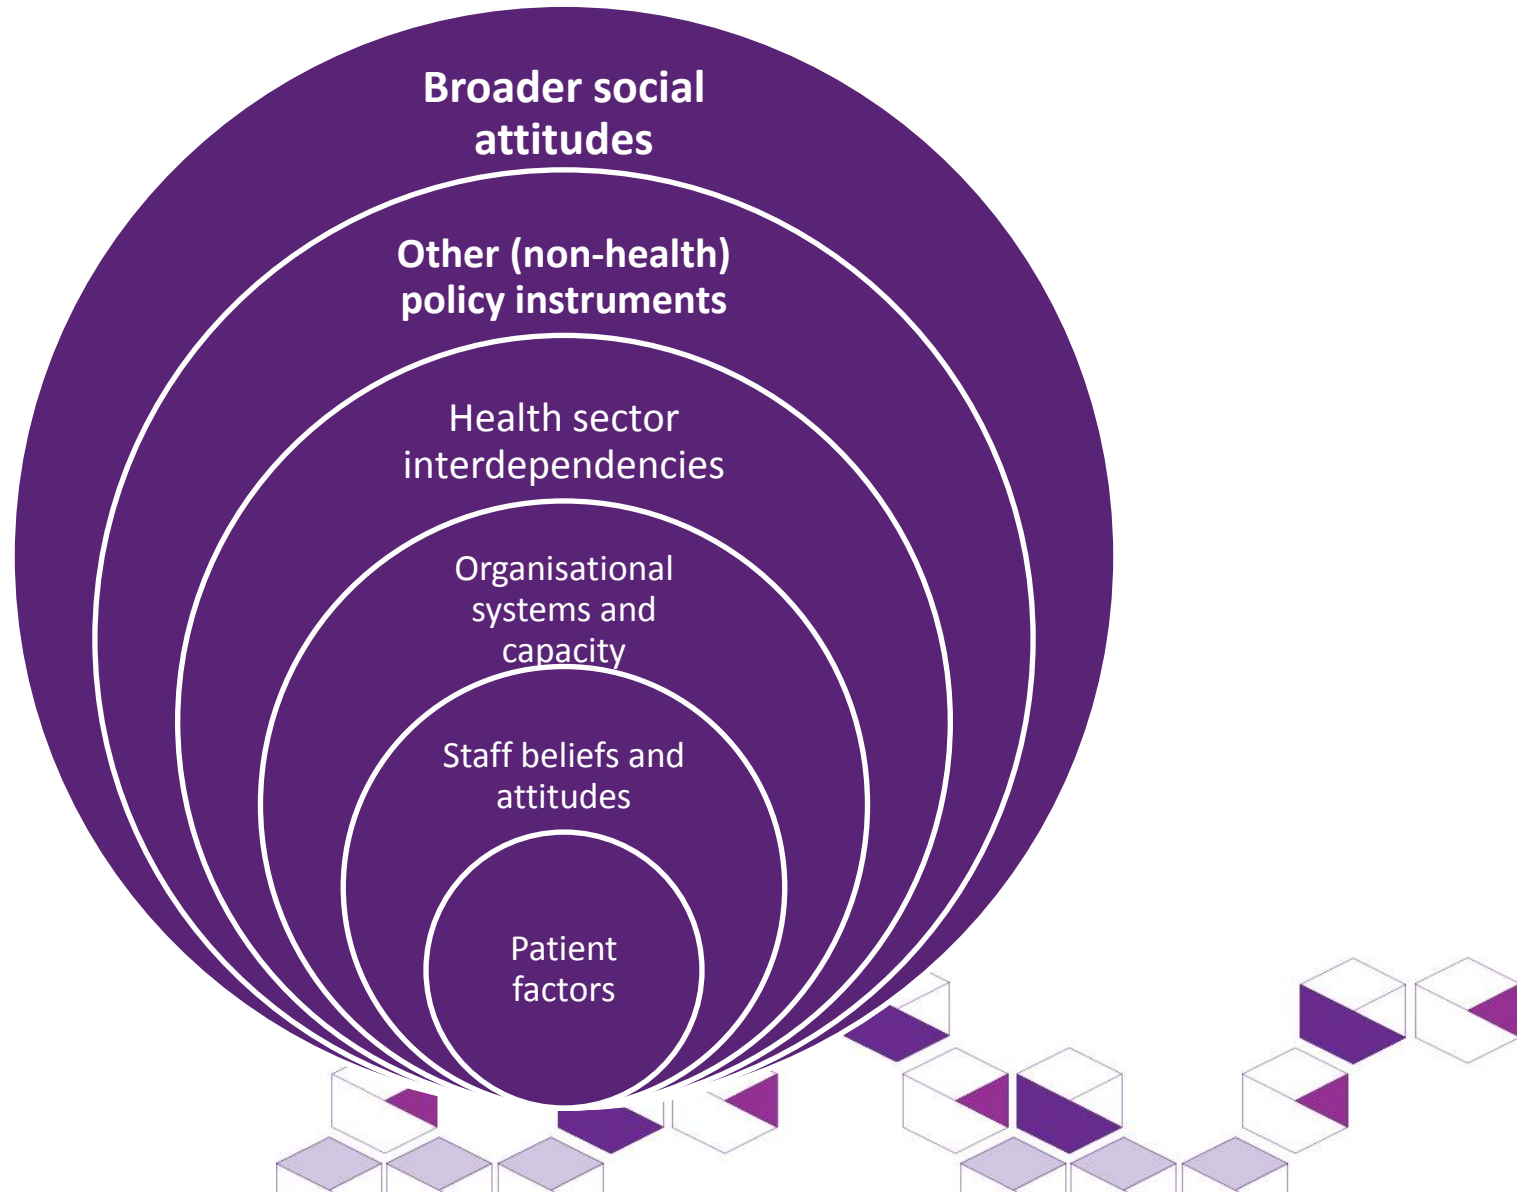 Broader social
attitudes
Other (non-health)
policy instruments
Health sector
interdependencies
Organisational
systems and
capacity
Staff beliefs and
attitudes
Patient
factors